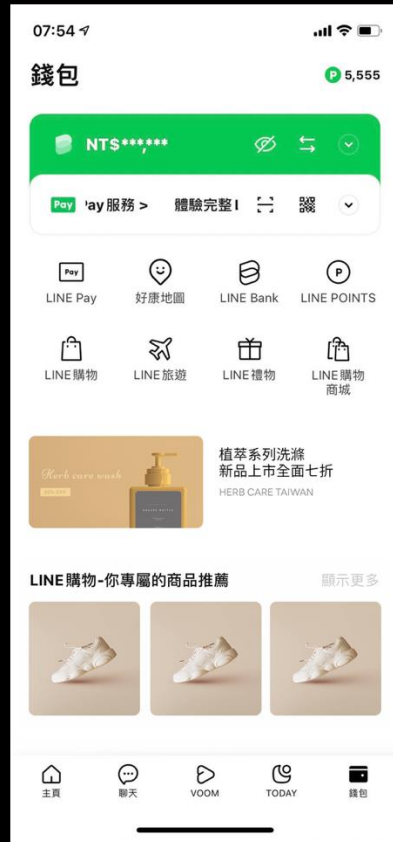 07:54
錢包
P 5,555
NT$***,***
Pay Pay服務 > 體驗完整
Pay
LINE Pay
好康地圖
LINE Bank
P
LINE POINTS
LINE購物
LINE旅遊
LINE禮物
LINE購物
商城
Herb care wash
植萃系列洗滌
新品上市全面七折
HERB CARE TAIWAN
LINE購物-你專屬的商品推薦
顯示更多
主頁
聊天
VOOM
TODAY
錢包